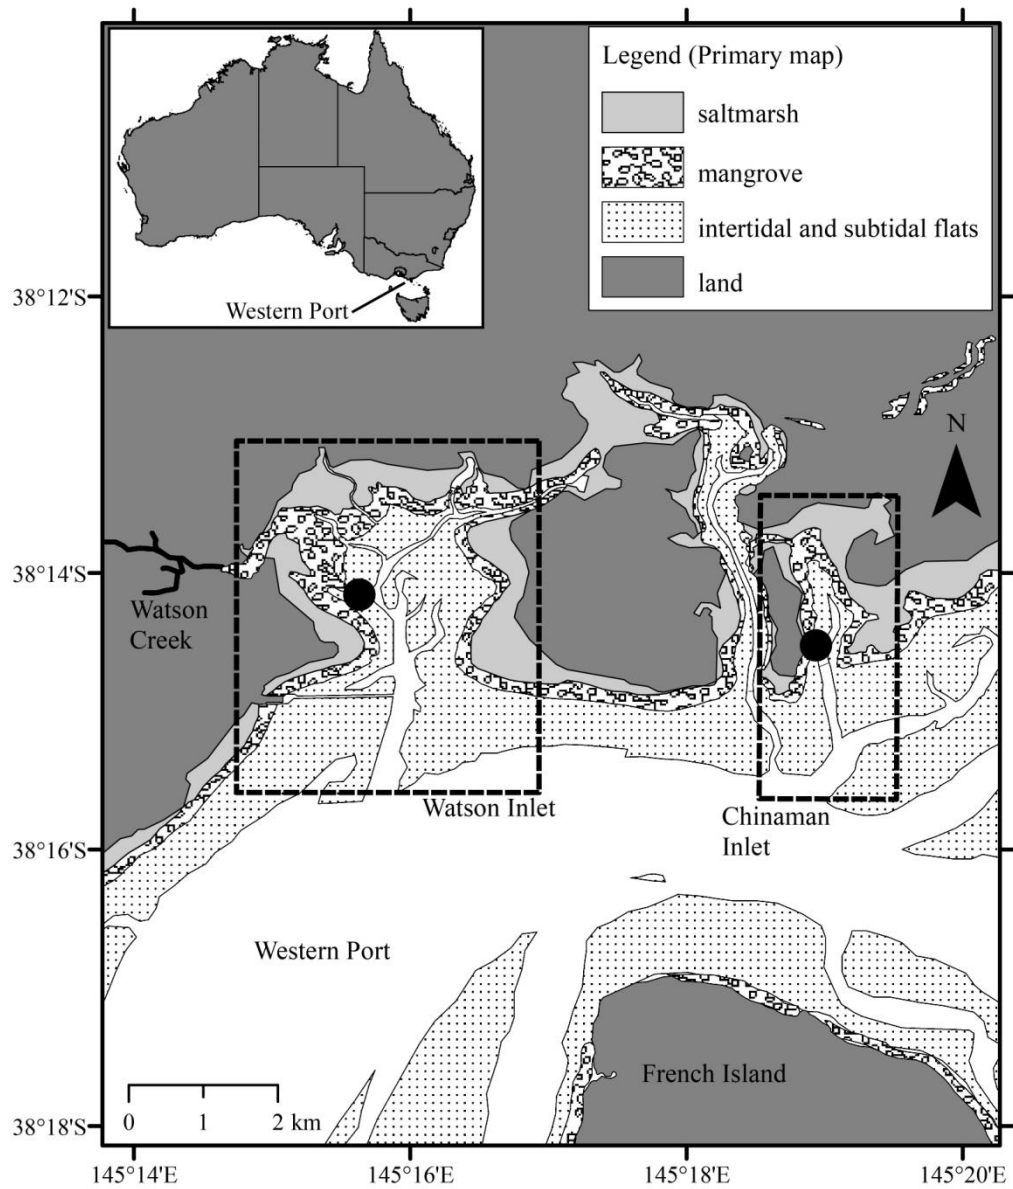 Legend (Primary map)
saltmarsh
mangrove
intertidal and subtidal flats
land
Western Port
38°12'S
N
38°14'S
Watson
Creek
Watson Inlet
Chinaman
Inlet
38°16'S
Western Port
French Island
0 1 2 km
38°18'S
145°14'E 145°16'E 145°18'E 145°20'E